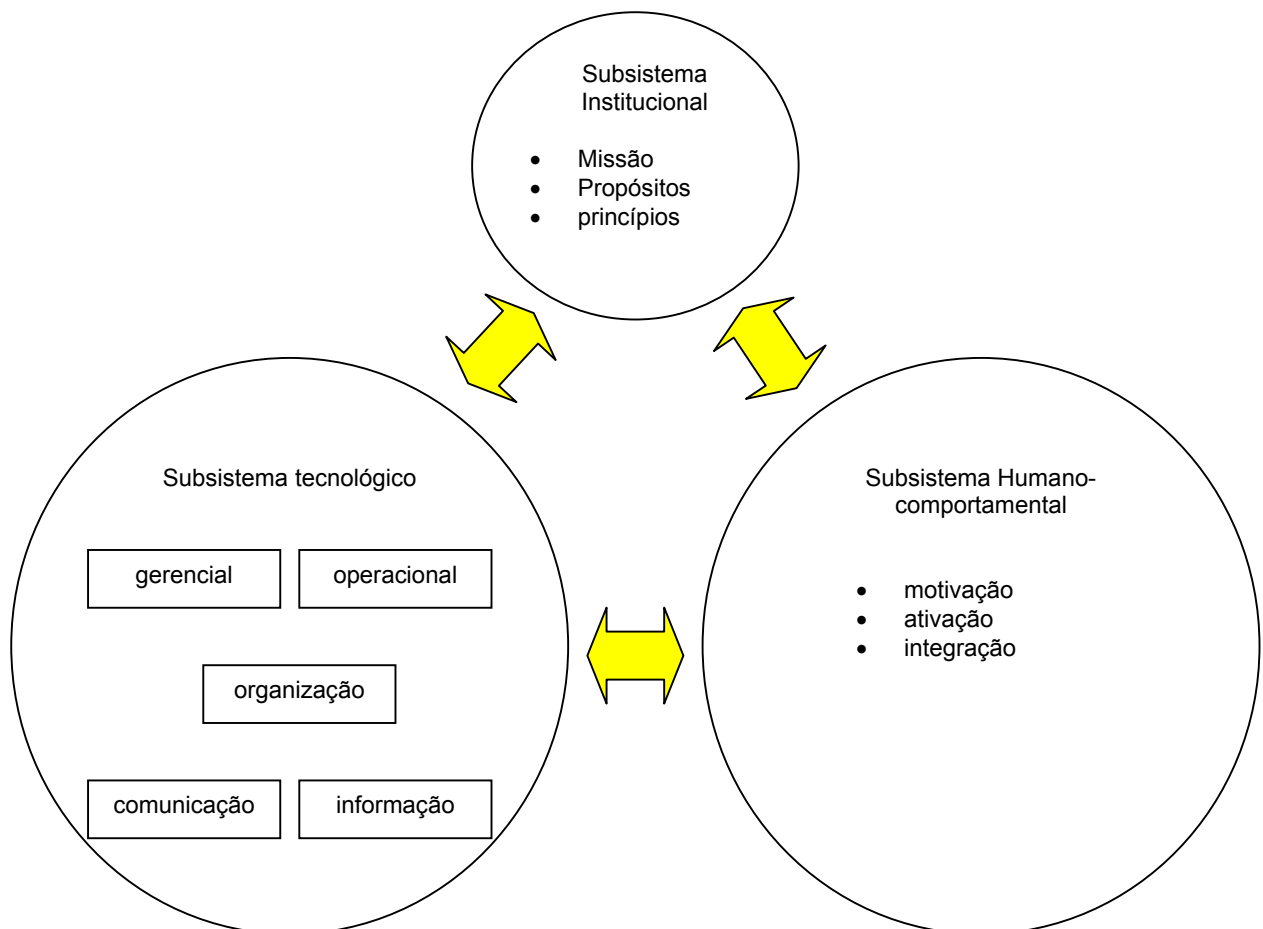 Subsistema
Institucional
• Missão
• Propósitos
• princípios
Subsistema tecnológico
gerencial
operacional
organização
comunicação
informação
Subsistema Humano-
comportamental
• motivação
• ativação
• integração